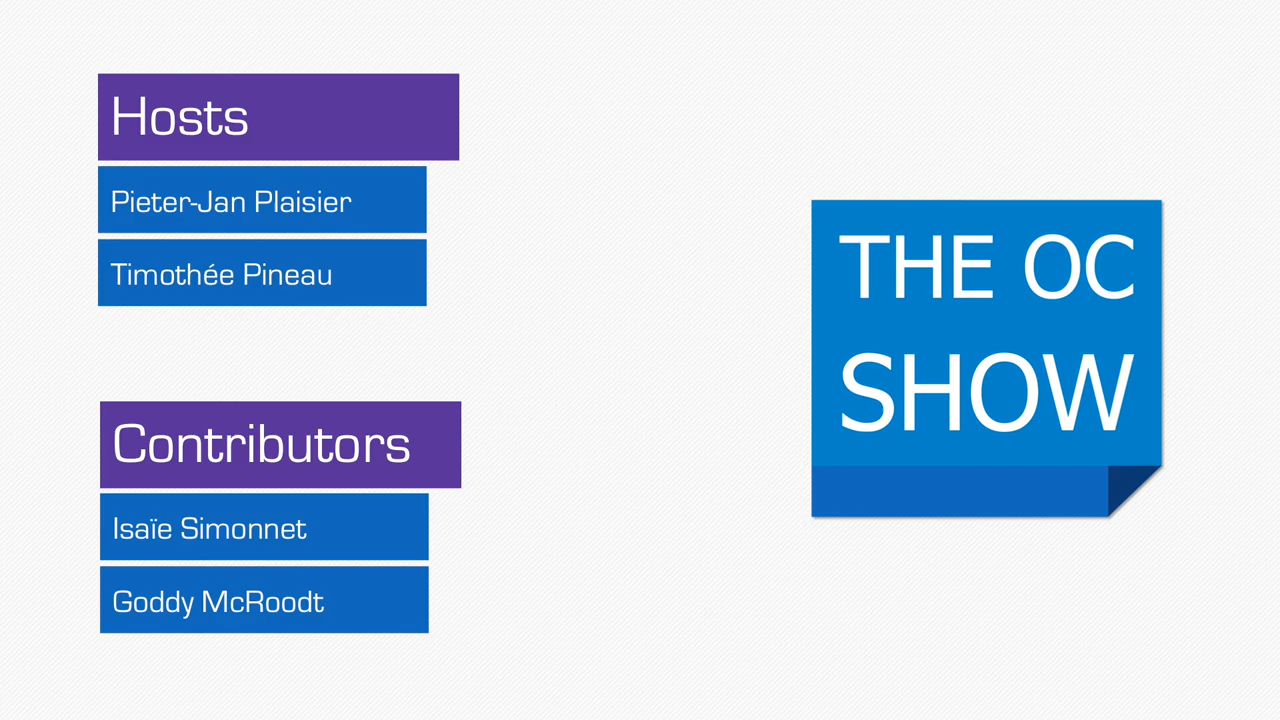 Hosts
Pieter-Jan Plaisier
Timothée Pineau
Contributors
Isaïe Simonnet
Goddy McRoodt
THE OC
SHOW